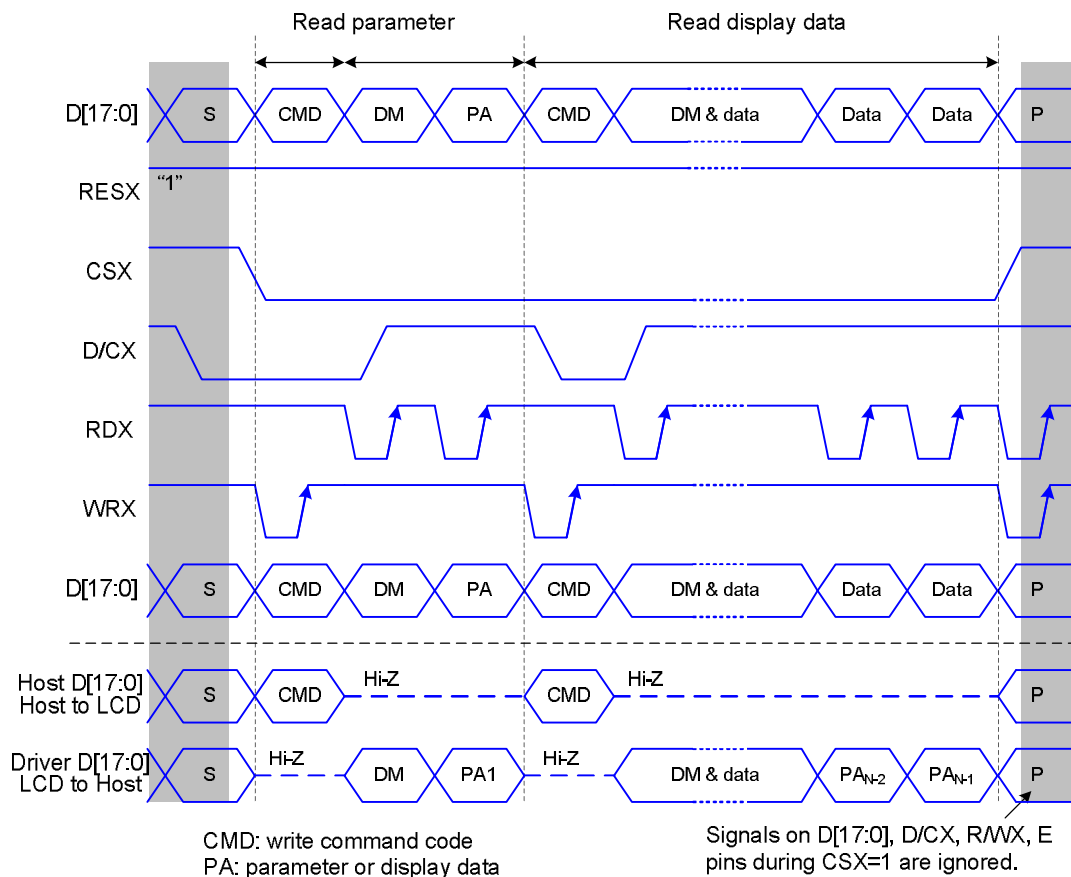 Read parameter Read display data
D[17:0] S CMD DM PA CMD DM & data Data Data P
RESX "1"
CSX
D/CX
RDX
WRX
D[17:0] S CMD DM PA CMD DM & data Data Data P
Host D[17:0] S CMD Hi-Z CMD Hi-Z P
Host to LCD
Driver D[17:0] S Hi-Z DM PA1 Hi-Z DM & data PAN-2 PAN-1 P
LCD to Host
CMD: write command code
PA: parameter or display data
Signals on D[17:0], D/CX, R/WX, E
pins during CSX=1 are ignored.